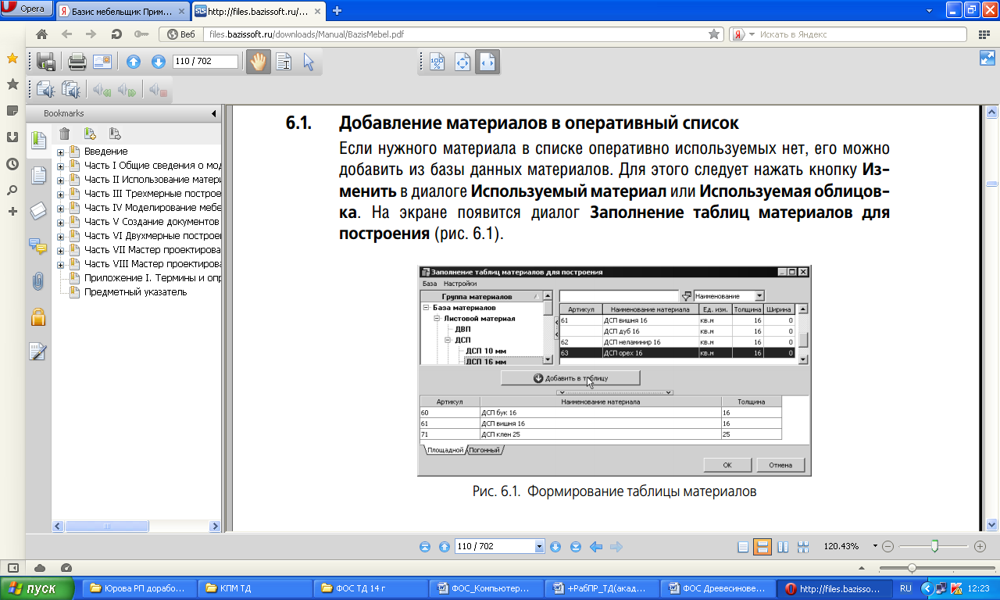 Opera
Базис мебельщик Прим...
http://files.bazissoft.ru/...
Веб
files.bazissoft.ru/downloads/Manual/BazisMebel.pdf
Искать в Яндекс
110 / 702
Bookmarks
Введение
Часть I Общие сведения о мод
Часть II Использование матери
Часть III Трехмерные построе
Часть IV Моделирование мебе
Часть V Создание документов
Часть VI Двухмерные построен
Часть VII Мастер проектирова
Часть VIII Мастер проектирова
Приложение I. Термины и опр
Предметный указатель
6.1. Добавление материалов в оперативный список
Если нужного материала в списке оперативно используемых нет, его можно
добавить из базы данных материалов. Для этого следует нажать кнопку Из-
менить в диалоге Используемый материал или Используемая облицов-
ка. На экране появится диалог Заполнение таблиц материалов для
построения (рис. 6.1).
Заполнение таблиц материалов для построения
База Настройки
Группа материалов
База материалов
Листовой материал
ДВП
ДСП
ДСП 10 мм
ДСП 16 мм
Наименование
Артикул Наименование материала Ед. изм. Толщина Ширина
61 ДСП вишня 16 кв.м 16 0
ДСП дуб 16 кв.м 16 0
62 ДСП неламинир 16 кв.м 16 0
63 ДСП орех 16 кв.м 16 0
Добавить в таблицу
Артикул Наименование материала Толщина
60 ДСП бук 16 16
61 ДСП вишня 16 16
71 ДСП клен 25 25
Площадной Погонный
ОК Отмена
Рис. 6.1. Формирование таблицы материалов
110 / 702
120.43%
пуск
Юрова РП дорабо...
КПМ ТД
ФОС ТД 14 г
ФОС_Компьютер...
+РабПР_ТД(акад...
ФОС Древесинове...
http://files.bazisso...
RU
12:23